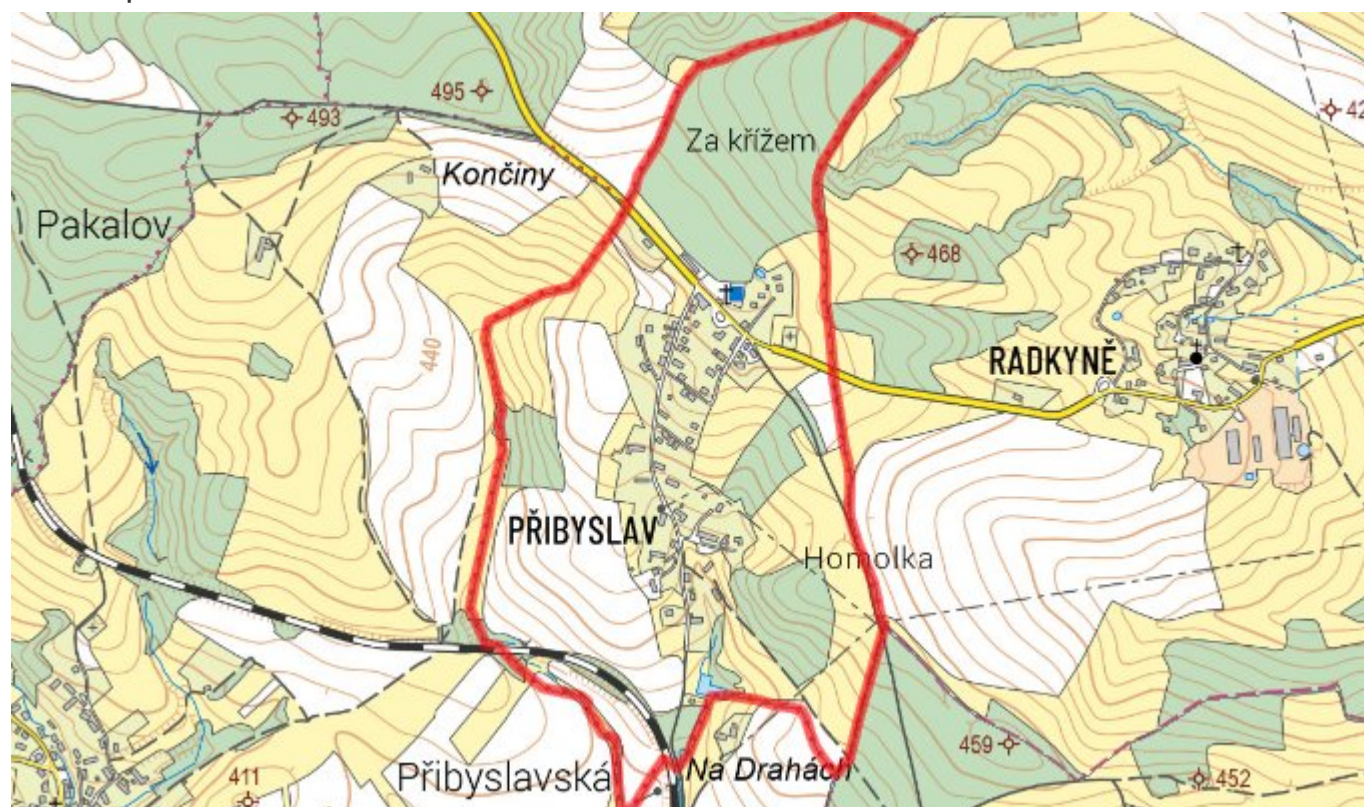 495
493
Za křížem
Končiny
Pakalov
468
RADKYNĚ
440
PŘIBYSLAV
Homolka
459
452
Přibyslavská
Na Drahách
411